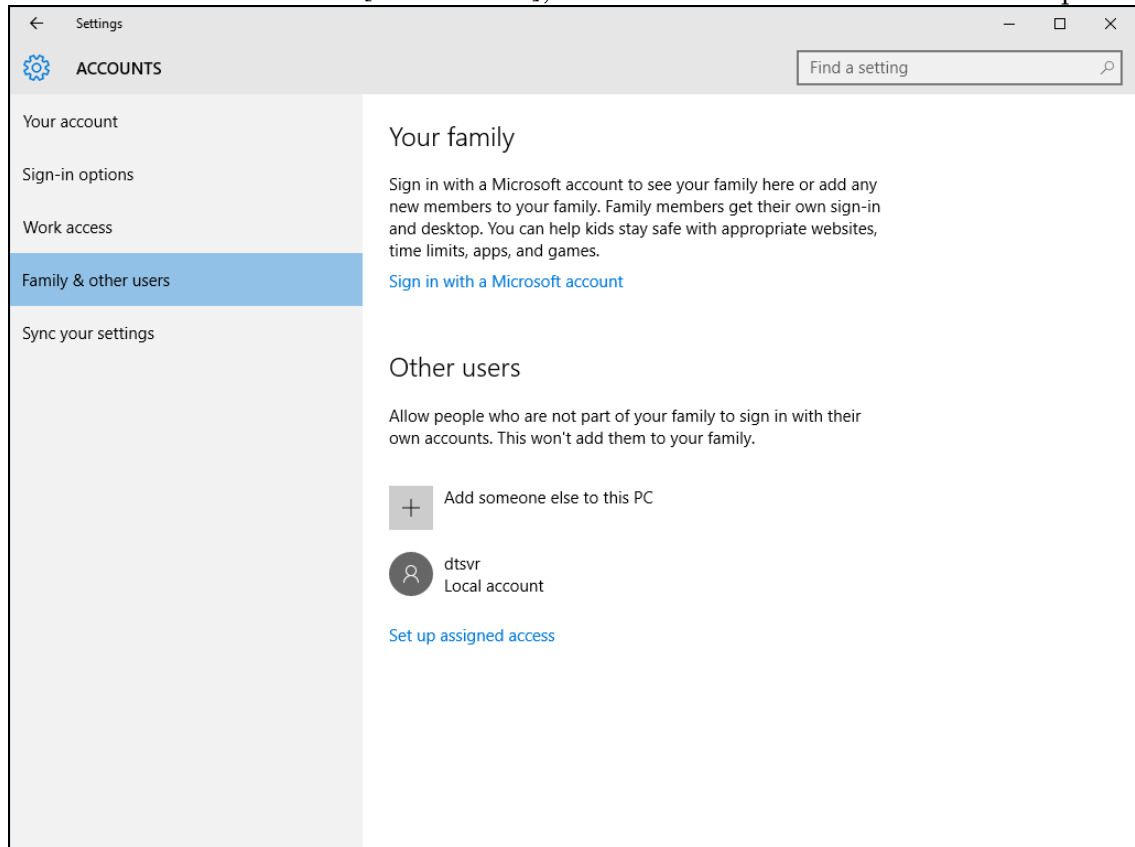 Settings
ACCOUNTS
Find a setting
Your account
Sign-in options
Work access
Family & other users
Sync your settings
Your family
Sign in with a Microsoft account to see your family here or add any
new members to your family. Family members get their own sign-in
and desktop. You can help kids stay safe with appropriate websites,
time limits, apps, and games.
Sign in with a Microsoft account
Other users
Allow people who are not part of your family to sign in with their
own accounts. This won't add them to your family.
Add someone else to this PC
dtsvr
Local account
Set up assigned access